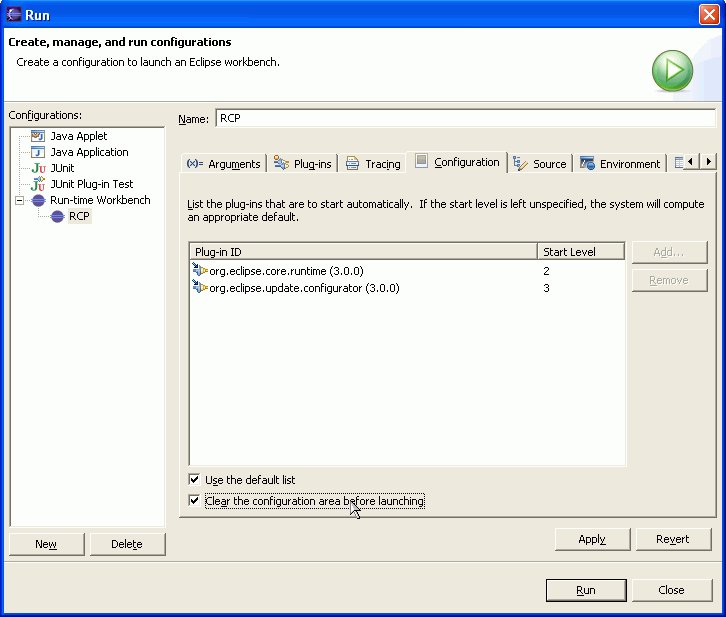 Run
Create, manage, and run configurations
Create a configuration to launch an Eclipse workbench.
Configurations:
Java Applet
Java Application
JUnit
JUnit Plug-in Test
Run-time Workbench
RCP
New
Delete
Name:
RCP
(x)= Arguments
Plug-ins
Tracing
Configuration
Source
Environment
List the plug-ins that are to start automatically. If the start level is left unspecified, the system will compute
an appropriate default.
Plug-in ID
Start Level
org.eclipse.core.runtime (3.0.0)
2
org.eclipse.update.configurator (3.0.0)
3
Add...
Remove
Use the default list
Clear the configuration area before launching
Apply
Revert
Run
Close